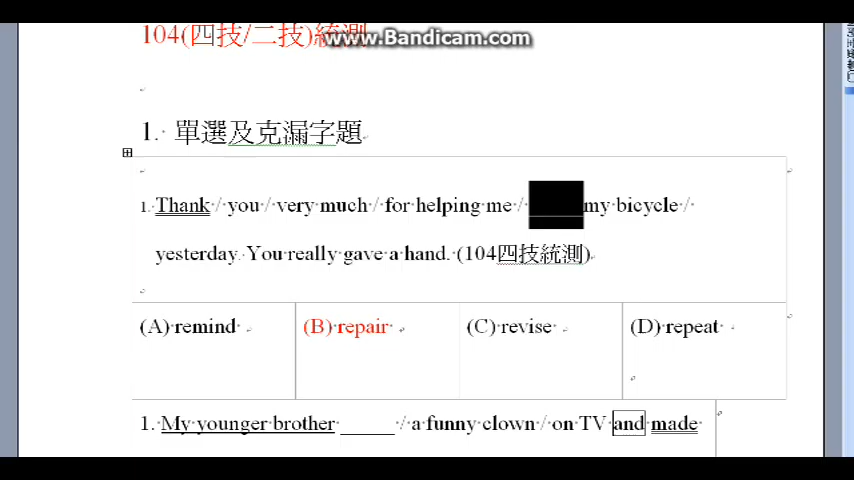 104(四技/二技)統測
www.Bandicam.com
1. 單選及克漏字題
1. Thank / you / very much / for helping me / my bicycle /
yesterday. You really gave a hand. (104四技統測)
(A) remind (B) repair (C) revise (D) repeat
1. My younger brother _____ / a funny clown / on TV and made